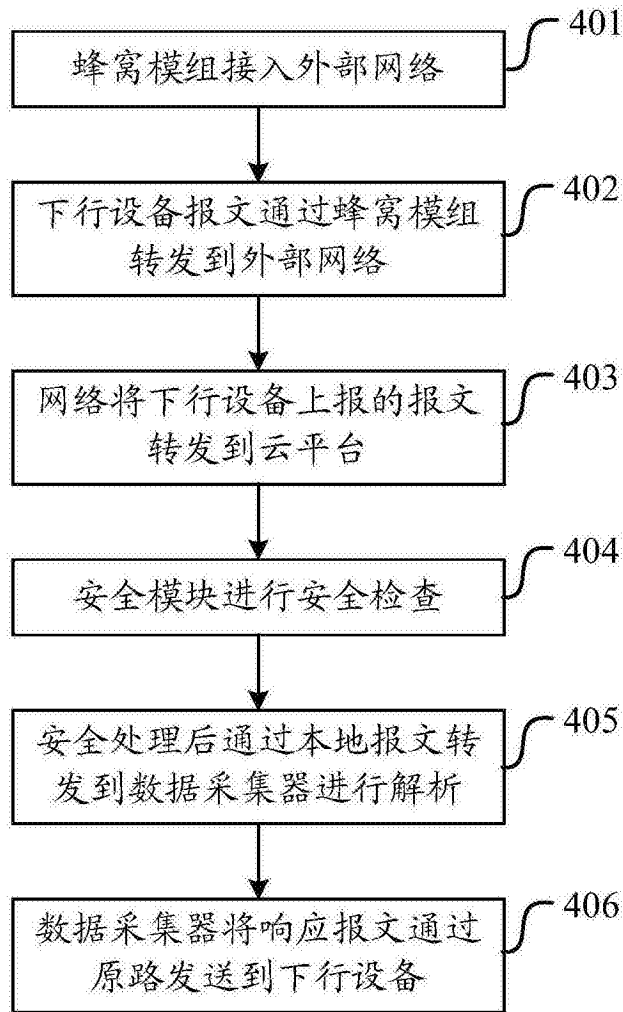 401
蜂窝模组接入外部网络
402
下行设备报文通过蜂窝模组
转发到外部网络
403
网络将下行设备上报的报文
转发到云平台
404
安全模块进行安全检查
405
安全处理后通过本地报文转
发到数据采集器进行解析
406
数据采集器将响应报文通过
原路发送到下行设备